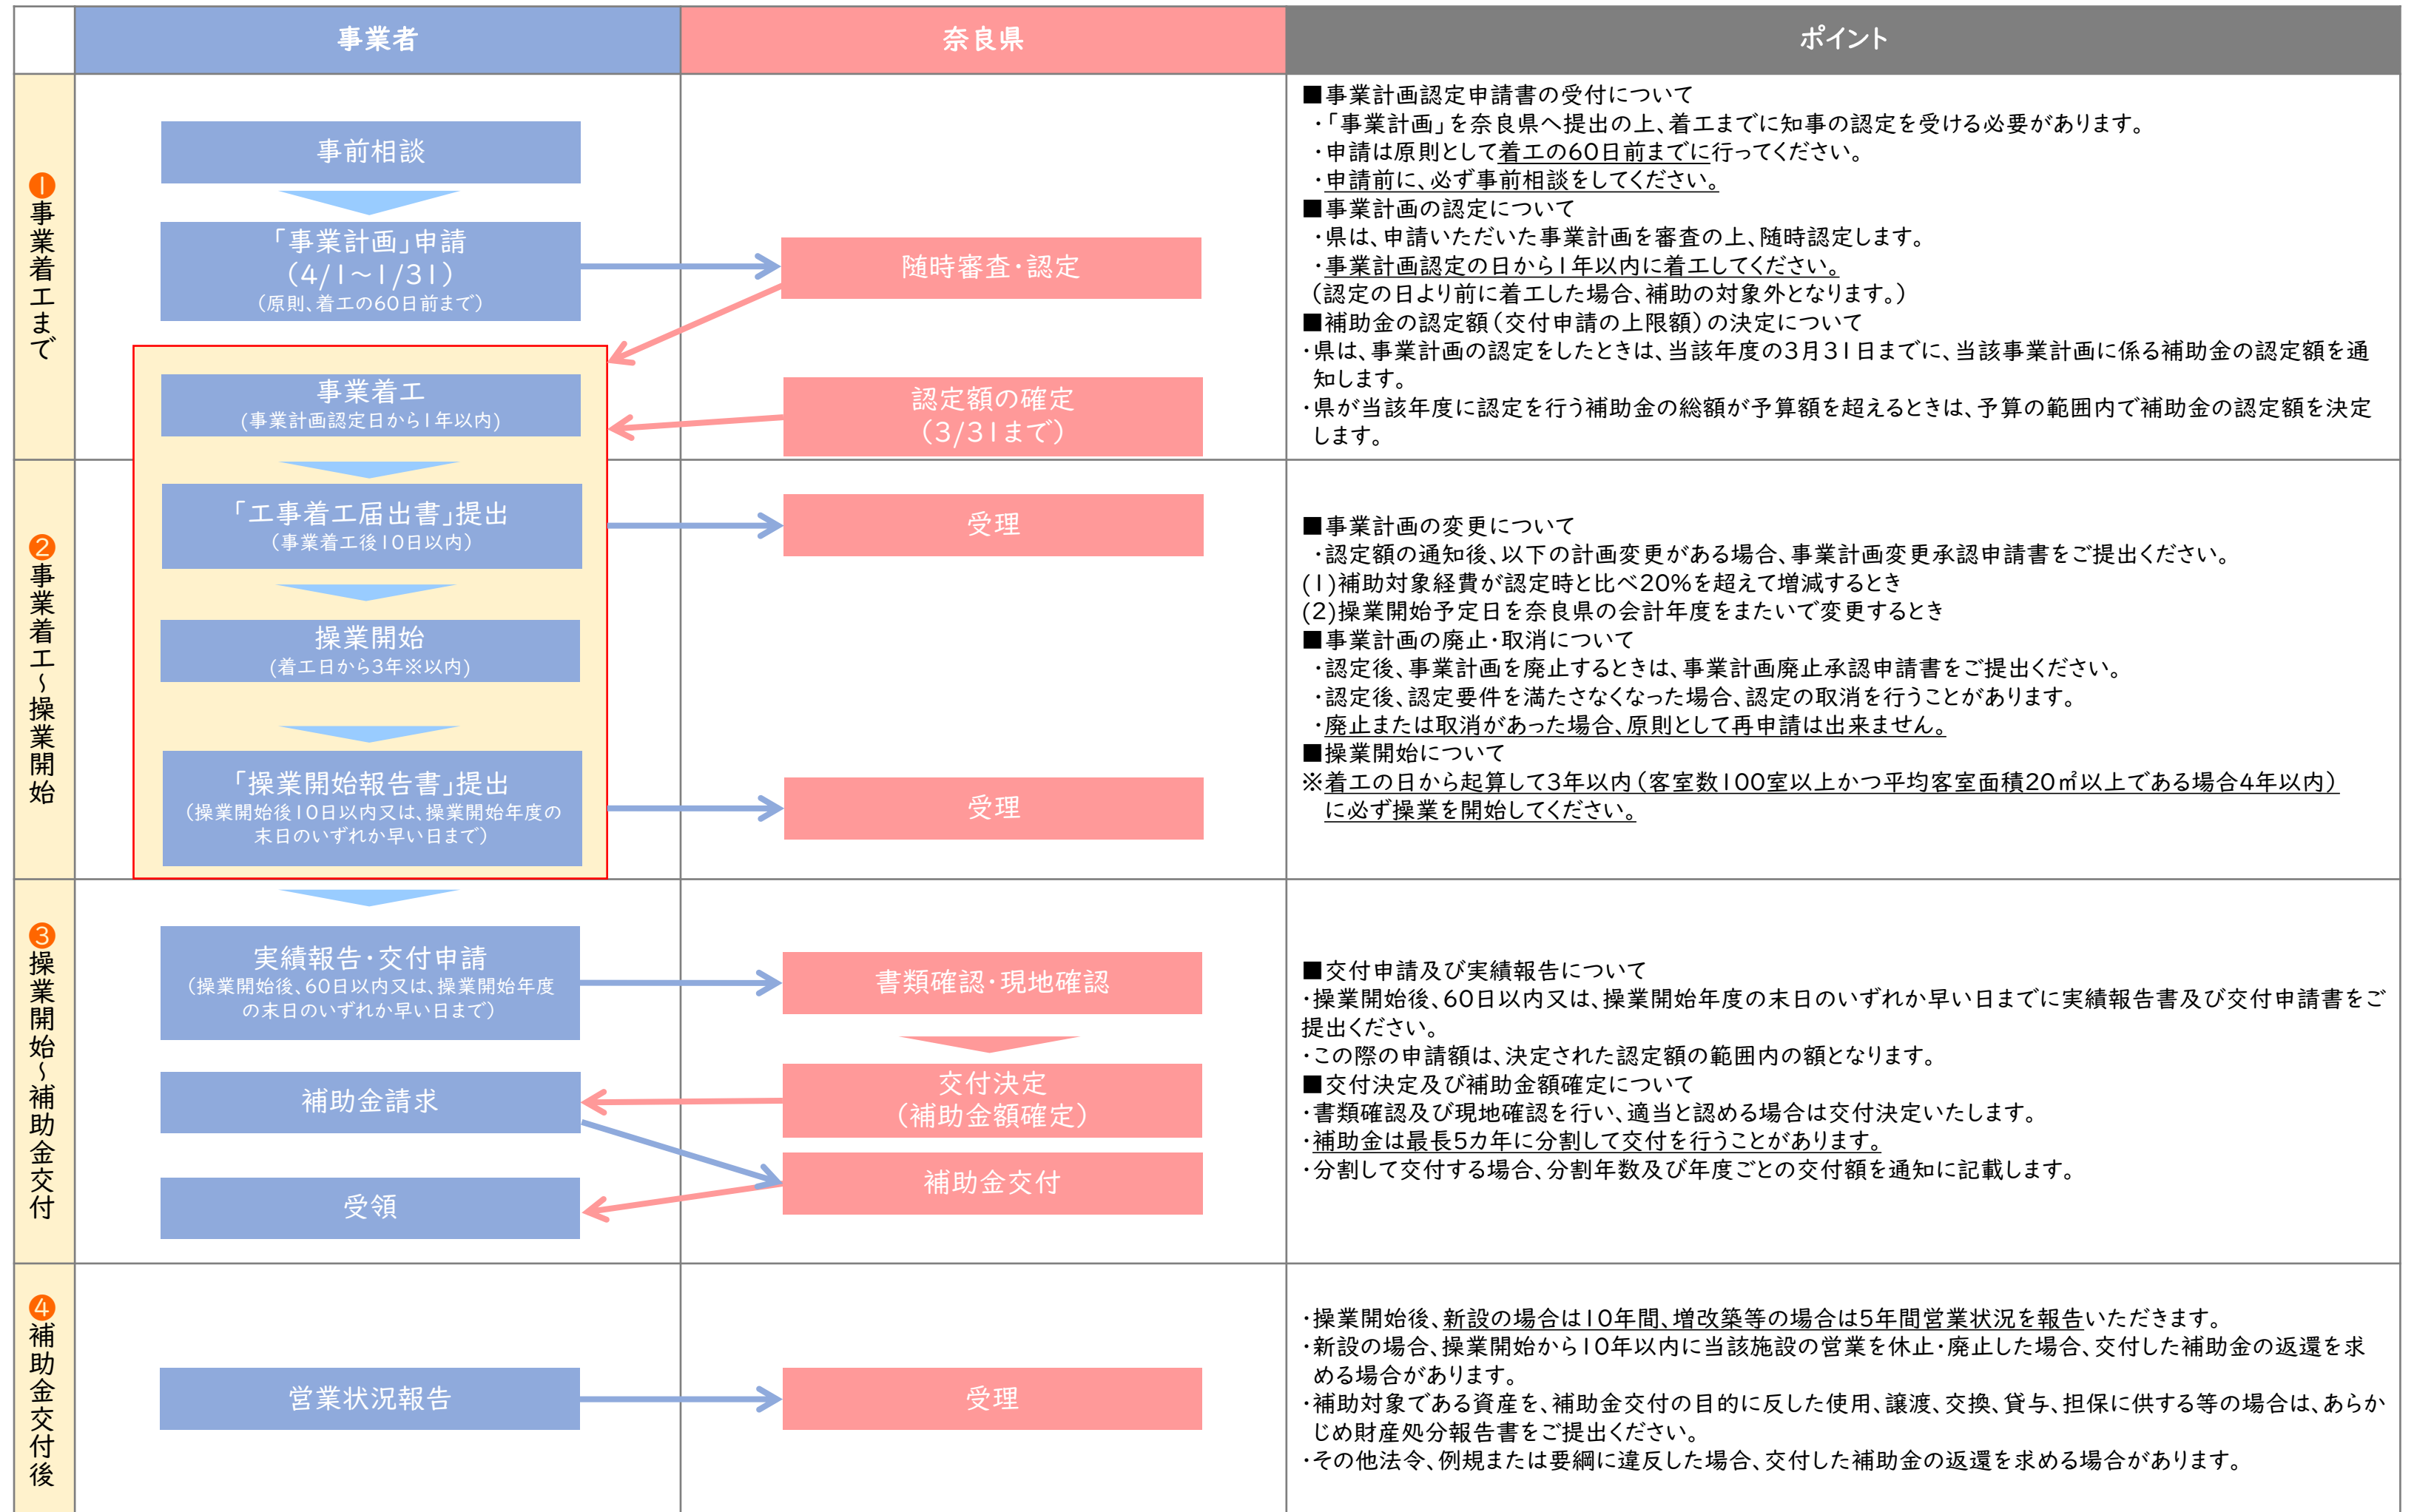 事業者
奈良県
ポイント
❶事業着工まで
事前相談
「事業計画」申請
(4/1～1/31)
(原則、着工の60日前まで)
随時審査・認定
事業着工
(事業計画認定日から1年以内)
認定額の確定
(3/31まで)
■事業計画認定申請書の受付について
・「事業計画」を奈良県へ提出の上、着工までに知事の認定を受ける必要があります。
・申請は原則として着工の60日前までに行ってください。
・申請前に、必ず事前相談をしてください。
■事業計画の認定について
・県は、申請いただいた事業計画を審査の上、随時認定します。
・事業計画認定の日から1年以内に着工してください。
(認定の日より前に着工した場合、補助の対象外となります。)
■補助金の認定額(交付申請の上限額)の決定について
・県は、事業計画の認定をしたときは、当該年度の3月31日までに、当該事業計画に係る補助金の認定額を通
知します。
・県が当該年度に認定を行う補助金の総額が予算額を超えるときは、予算の範囲内で補助金の認定額を決定
します。
❷事業着工～操業開始
「工事着工届出書」提出
(事業着工後10日以内)
受理
操業開始
(着工日から3年※以内)
「操業開始報告書」提出
(操業開始後10日以内又は、操業開始年度の
末日のいずれか早い日まで)
受理
■事業計画の変更について
・認定額の通知後、以下の計画変更がある場合、事業計画変更承認申請書をご提出ください。
(1)補助対象経費が認定時と比べ20%を超えて増減するとき
(2)操業開始予定日を奈良県の会計年度をまたいで変更するとき
■事業計画の廃止・取消について
・認定後、事業計画を廃止するときは、事業計画廃止承認申請書をご提出ください。
・認定後、認定要件を満たさなくなった場合、認定の取消を行うことがあります。
・廃止または取消があった場合、原則として再申請は出来ません。
■操業開始について
※着工の日から起算して3年以内(客室数100室以上かつ平均客室面積20㎡以上である場合4年以内)
に必ず操業を開始してください。
❸操業開始～補助金交付
実績報告・交付申請
(操業開始後、60日以内又は、操業開始年度
の末日のいずれか早い日まで)
書類確認・現地確認
補助金請求
交付決定
(補助金額確定)
受領
補助金交付
■交付申請及び実績報告について
・操業開始後、60日以内又は、操業開始年度の末日のいずれか早い日までに実績報告書及び交付申請書をご
提出ください。
・この際の申請額は、決定された認定額の範囲内の額となります。
■交付決定及び補助金額確定について
・書類確認及び現地確認を行い、適当と認める場合は交付決定いたします。
・補助金は最長5カ年に分割して交付を行うことがあります。
・分割して交付する場合、分割年数及び年度ごとの交付額を通知に記載します。
❹補助金交付後
営業状況報告
受理
・操業開始後、新設の場合は10年間、増改築等の場合は5年間営業状況を報告いただきます。
・新設の場合、操業開始から10年以内に当該施設の営業を休止・廃止した場合、交付した補助金の返還を求
める場合があります。
・補助対象である資産を、補助金交付の目的に反した使用、譲渡、交換、貸与、担保に供する等の場合は、あらか
じめ財産処分報告書をご提出ください。
・その他法令、例規または要綱に違反した場合、交付した補助金の返還を求める場合があります。